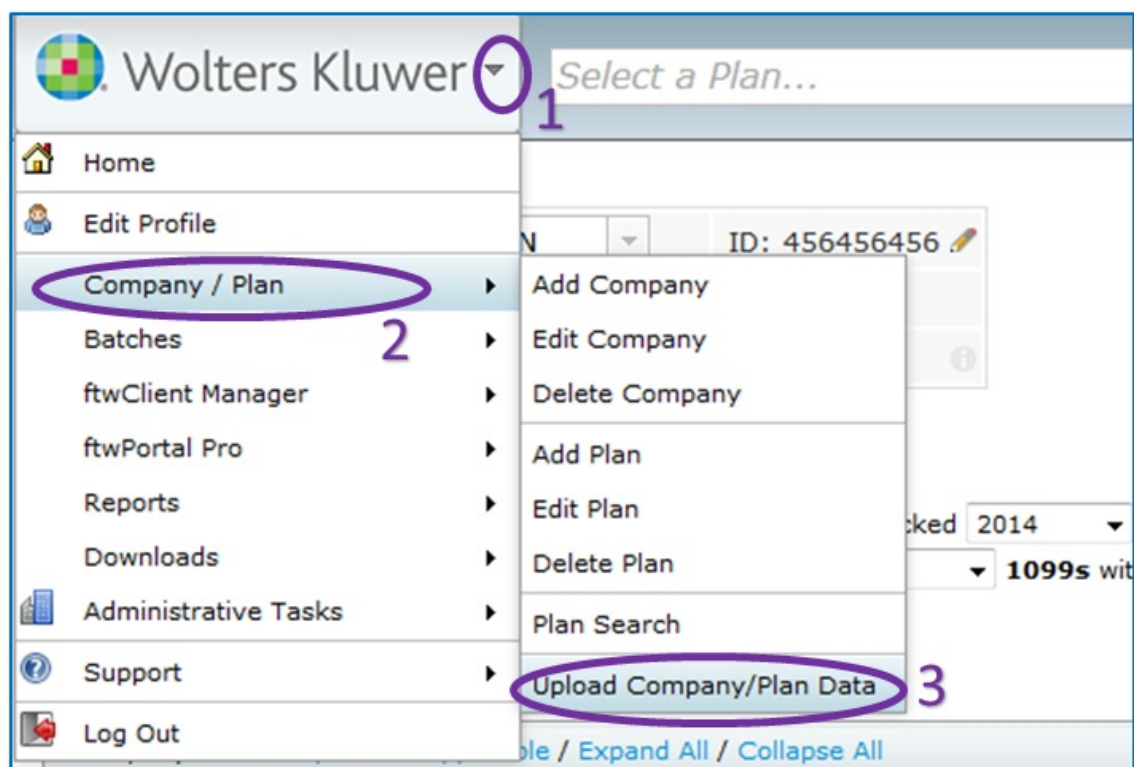 Wolters Kluwer
1
Select a Plan...
Home
Edit Profile
N
ID: 456456456
Company / Plan
2
Add Company
Batches
Edit Company
ftwClient Manager
Delete Company
ftwPortal Pro
Add Plan
Reports
Edit Plan
cked 2014
Downloads
Delete Plan
1099s wit
Administrative Tasks
Plan Search
Support
Upload Company/Plan Data
3
Log Out
ble / Expand All / Collapse All